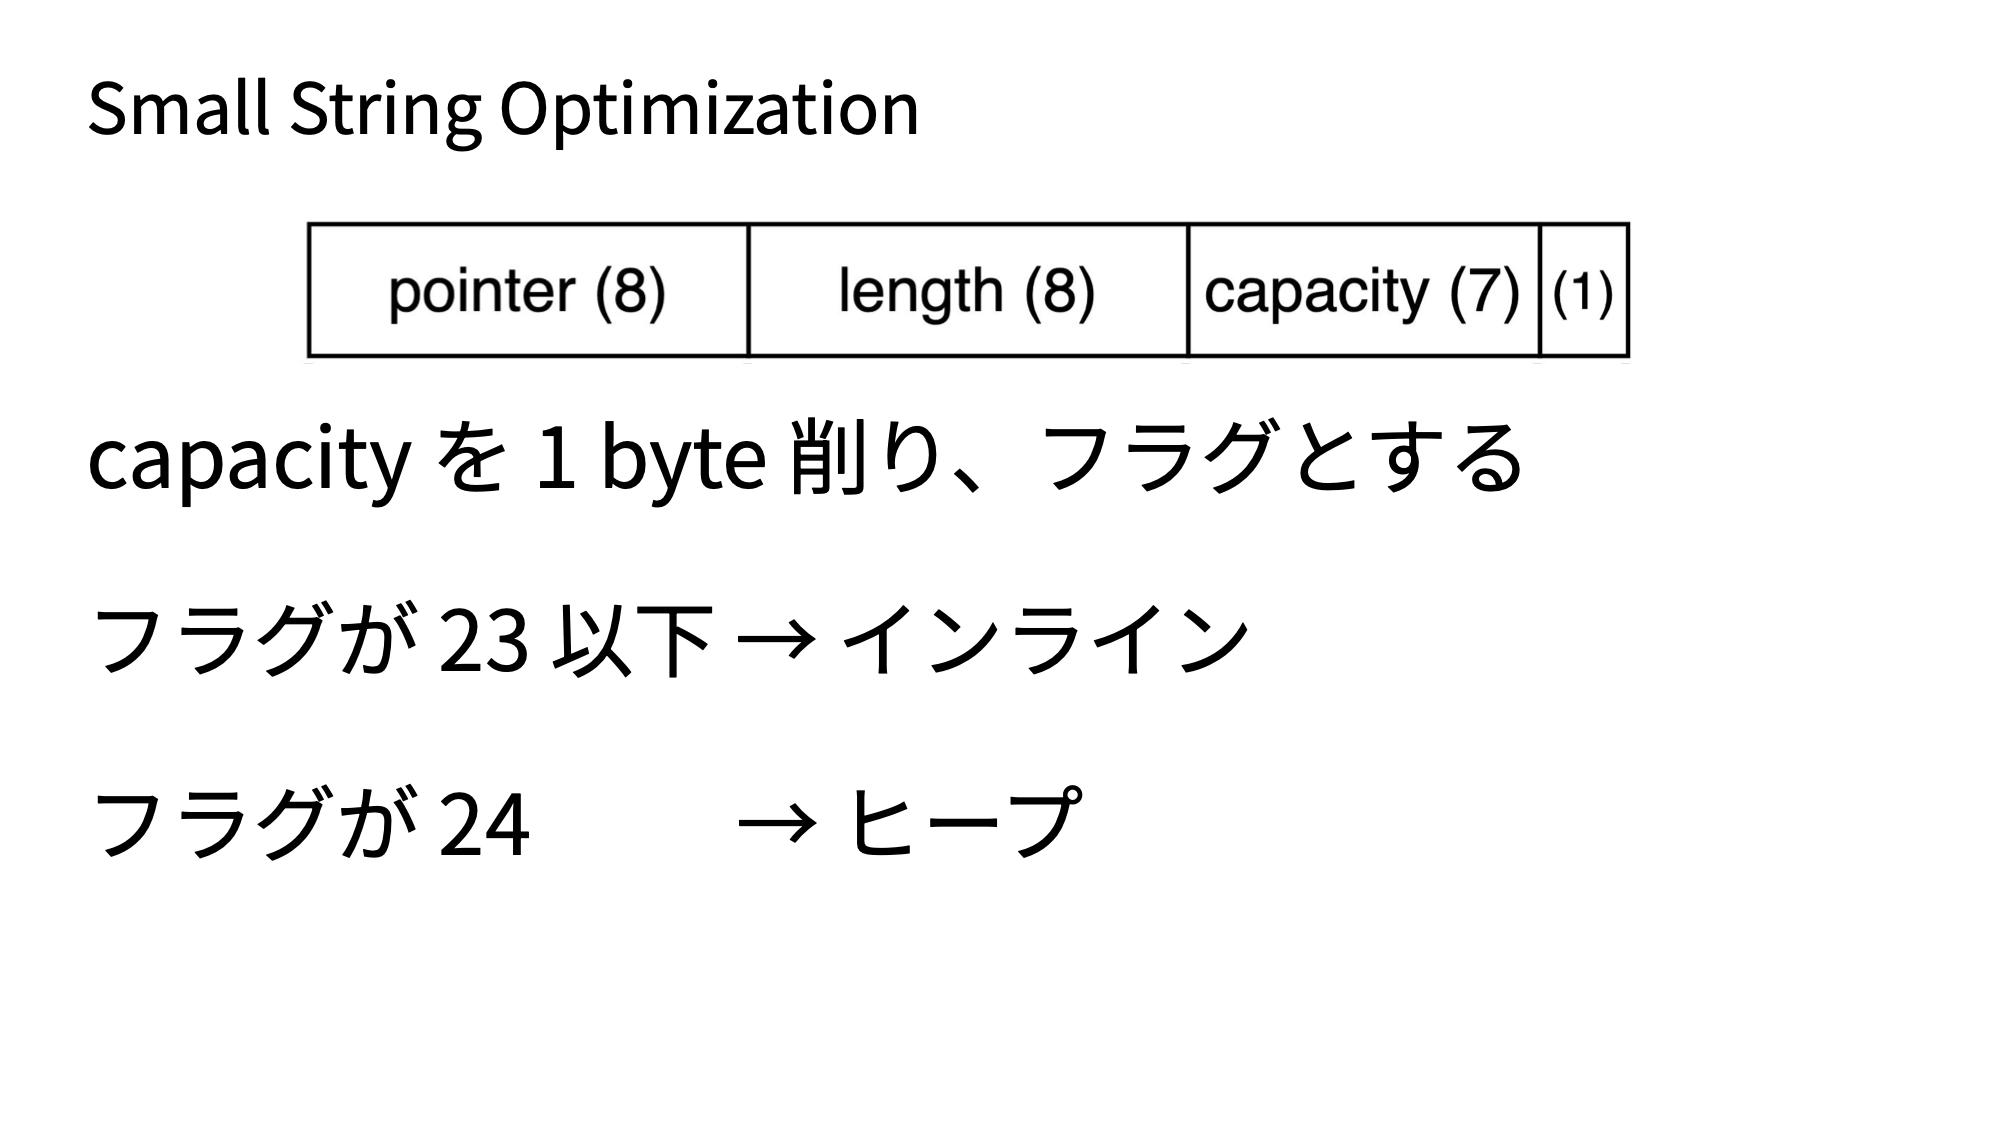 Small String Optimization
pointer (8) length (8) capacity (7) (1)
capacity を 1 byte 削り、フラグとする
フラグが 23 以下 → インライン
フラグが 24 → ヒープ